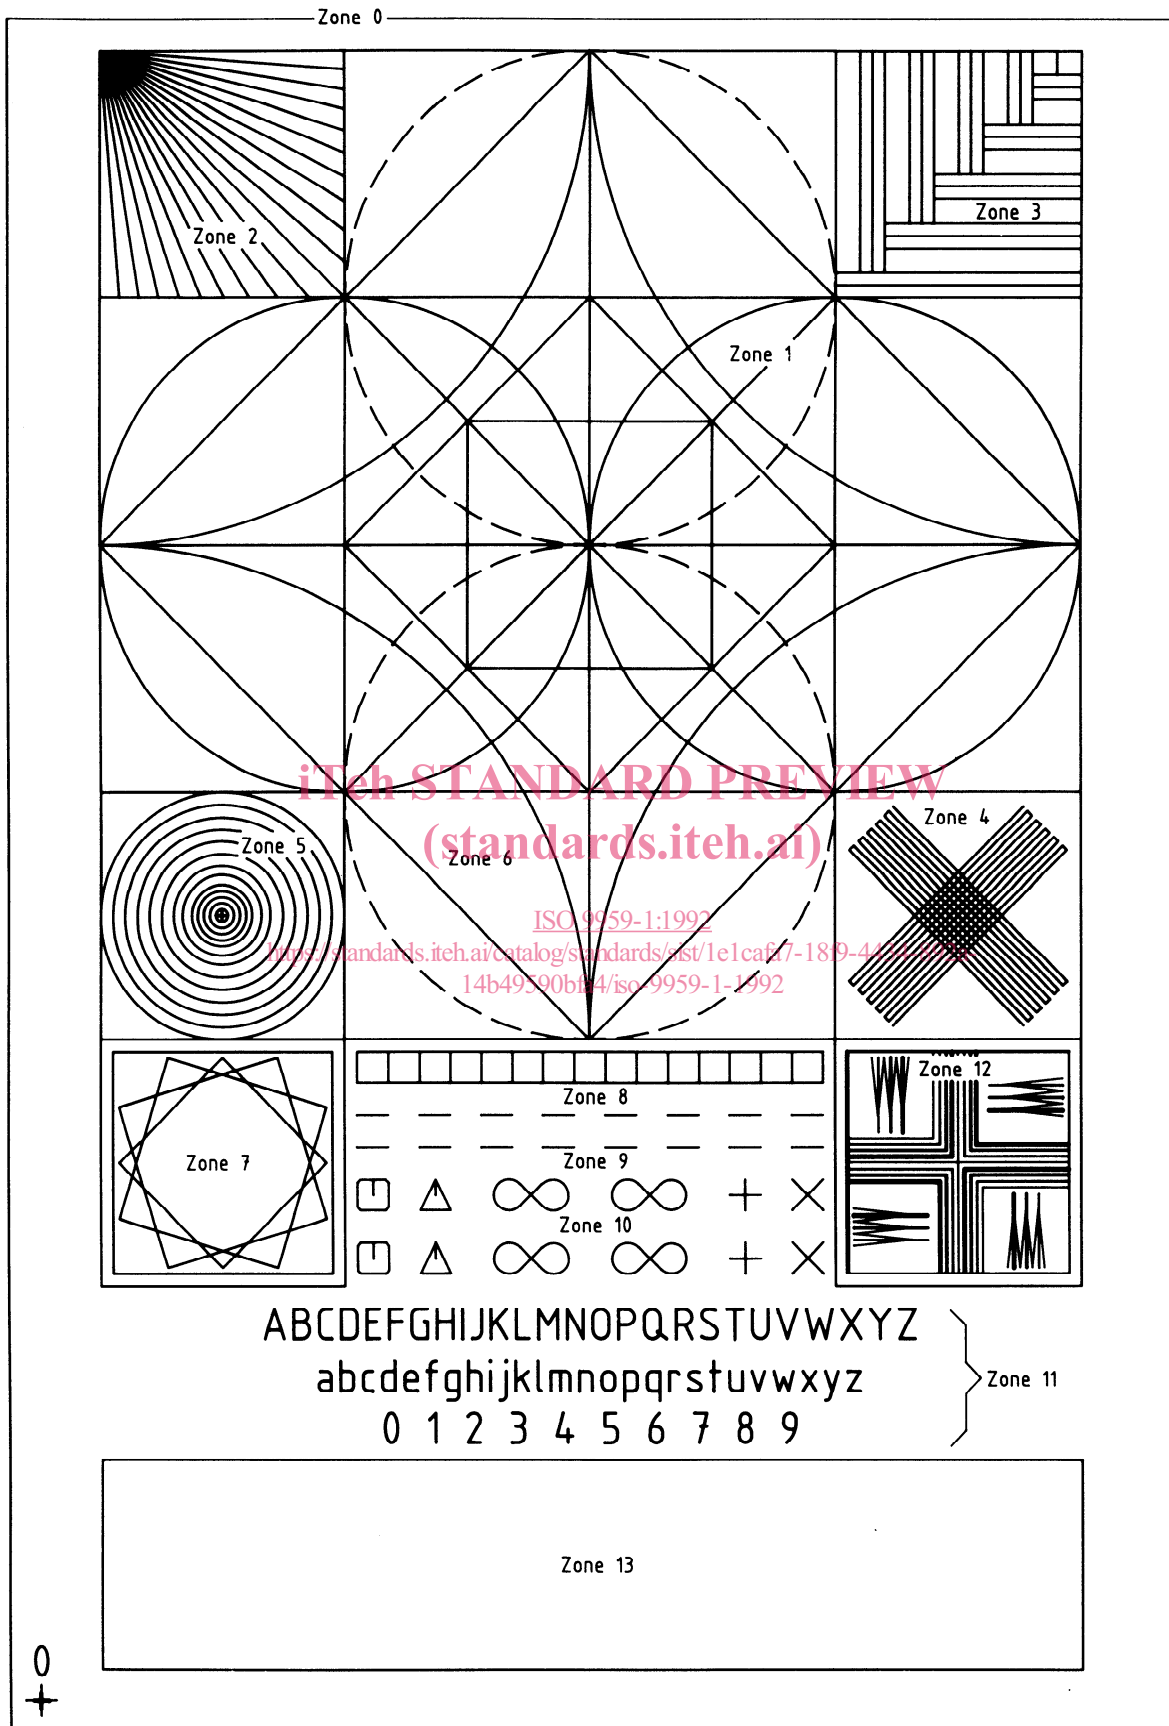 Zone 0
Zone 2
Zone 3
Zone 1
iTeh STANDARD PREVIEW
Zone 4
Zone 5
(standards.iteh.ai)
Zone 6
ISO 9959-1:1992
14b49590bfa4/iso-9959-1-1992
Zone 12
Zone 8
Zone 7
Zone 9
Zone 10
ABCDEFGHIJKLMNOPQRSTUVWXYZ
abcdefghijklmnopqrstuvwxyz
Zone 11
0 1 2 3 4 5 6 7 8 9
Zone 13
0